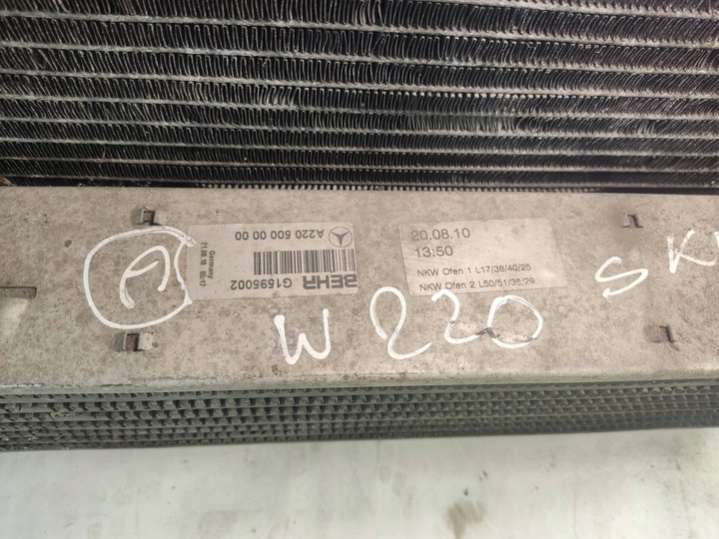 A
A220 500 00 00
BEHR G1695002
Germany
20.08.10
13:50
NKW Ofen 1 L17/38/40/25
NKW Ofen 2 L50/51/35/29
W 220 SK